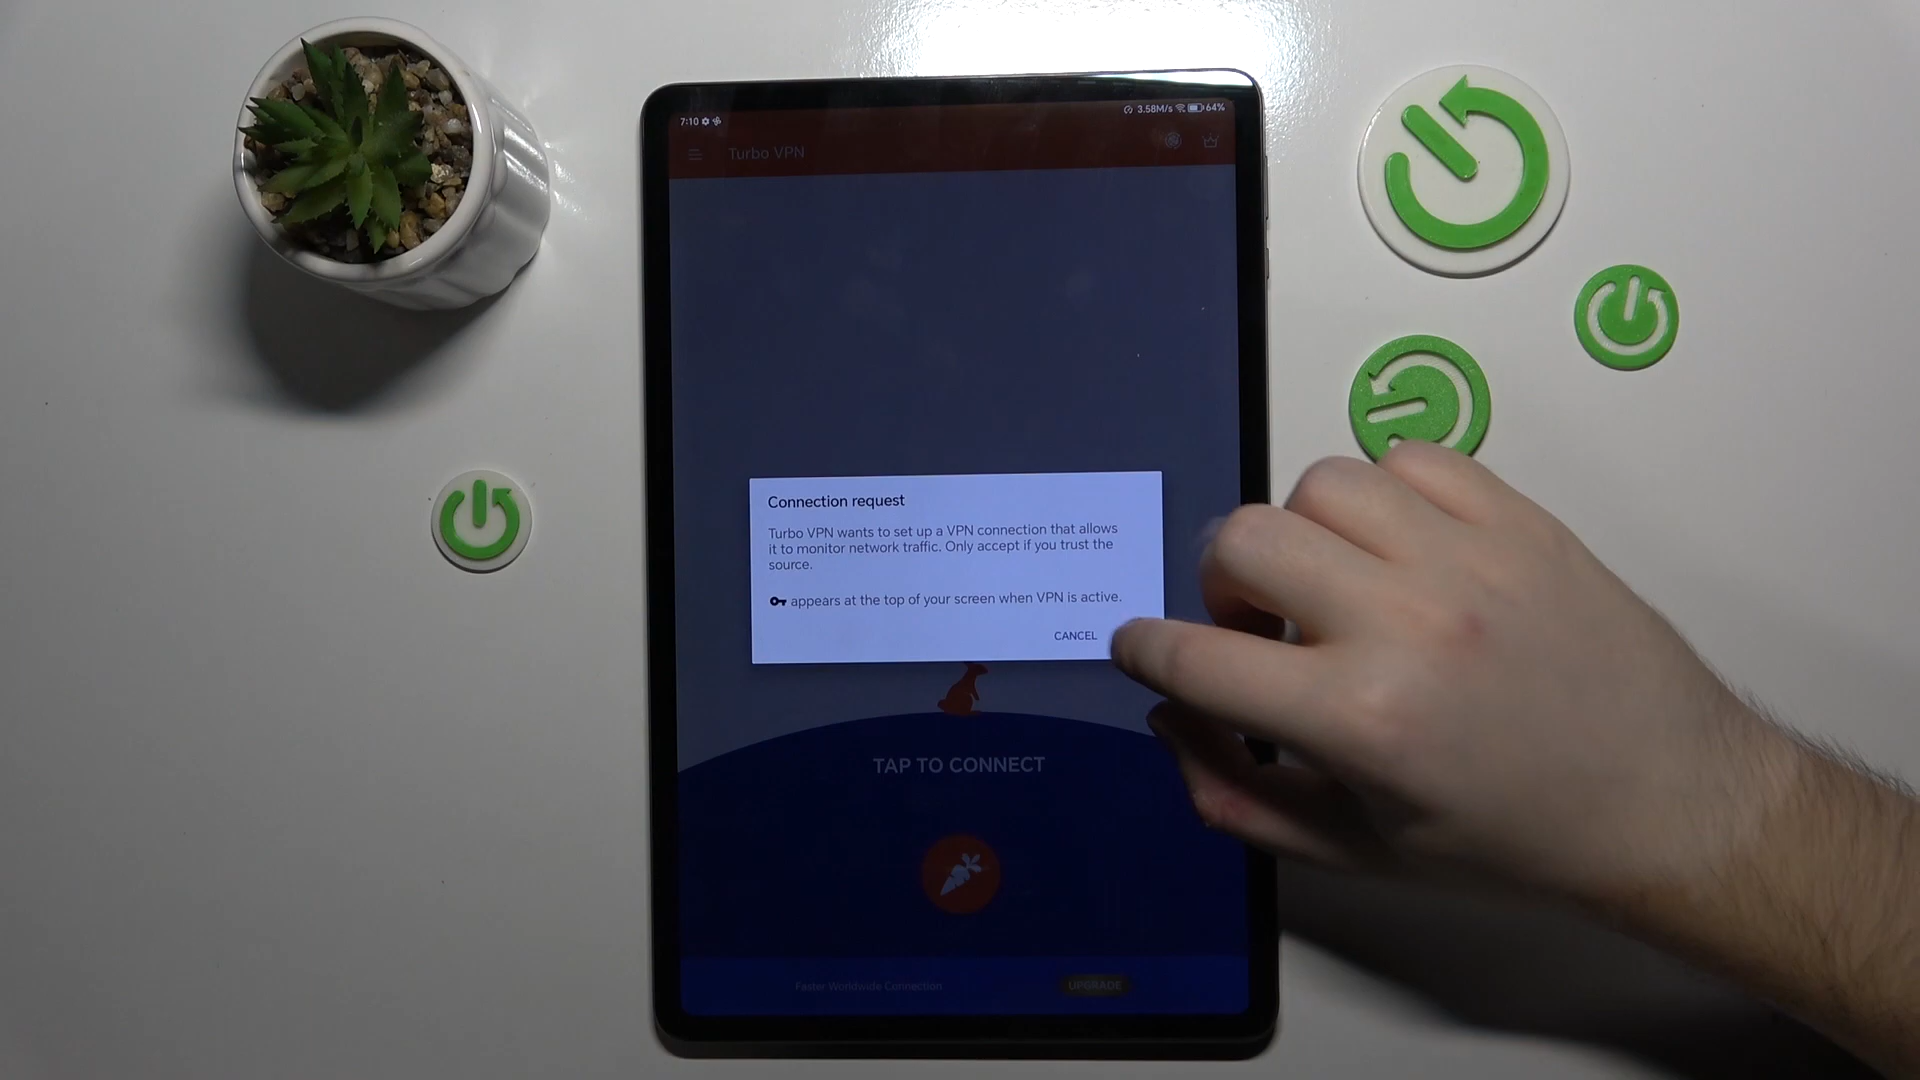 7:10
3.58M/s 64%
Turbo VPN
Connection request
Turbo VPN wants to set up a VPN connection that allows
it to monitor network traffic. Only accept if you trust the
source.
appears at the top of your screen when VPN is active.
CANCEL
TAP TO CONNECT
Faster Worldwide Connection
UPGRADE